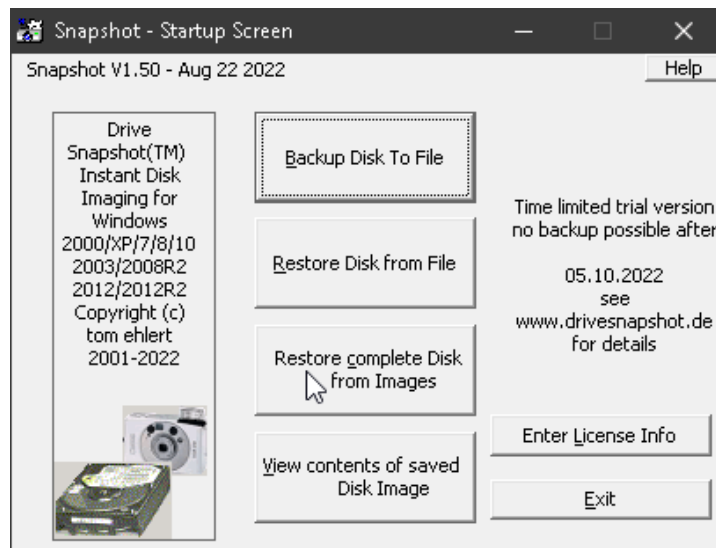 Snapshot - Startup Screen
Snapshot V1.50 - Aug 22 2022
Help
Drive
Snapshot(TM)
Instant Disk
Imaging for
Windows
2000/XP/7/8/10
2003/2008R2
2012/2012R2
Copyright (c)
tom ehlert
2001-2022
Backup Disk To File
Restore Disk from File
Restore complete Disk
from Images
View contents of saved
Disk Image
Time limited trial version
no backup possible after
05.10.2022
see
www.drivesnapshot.de
for details
Enter License Info
Exit